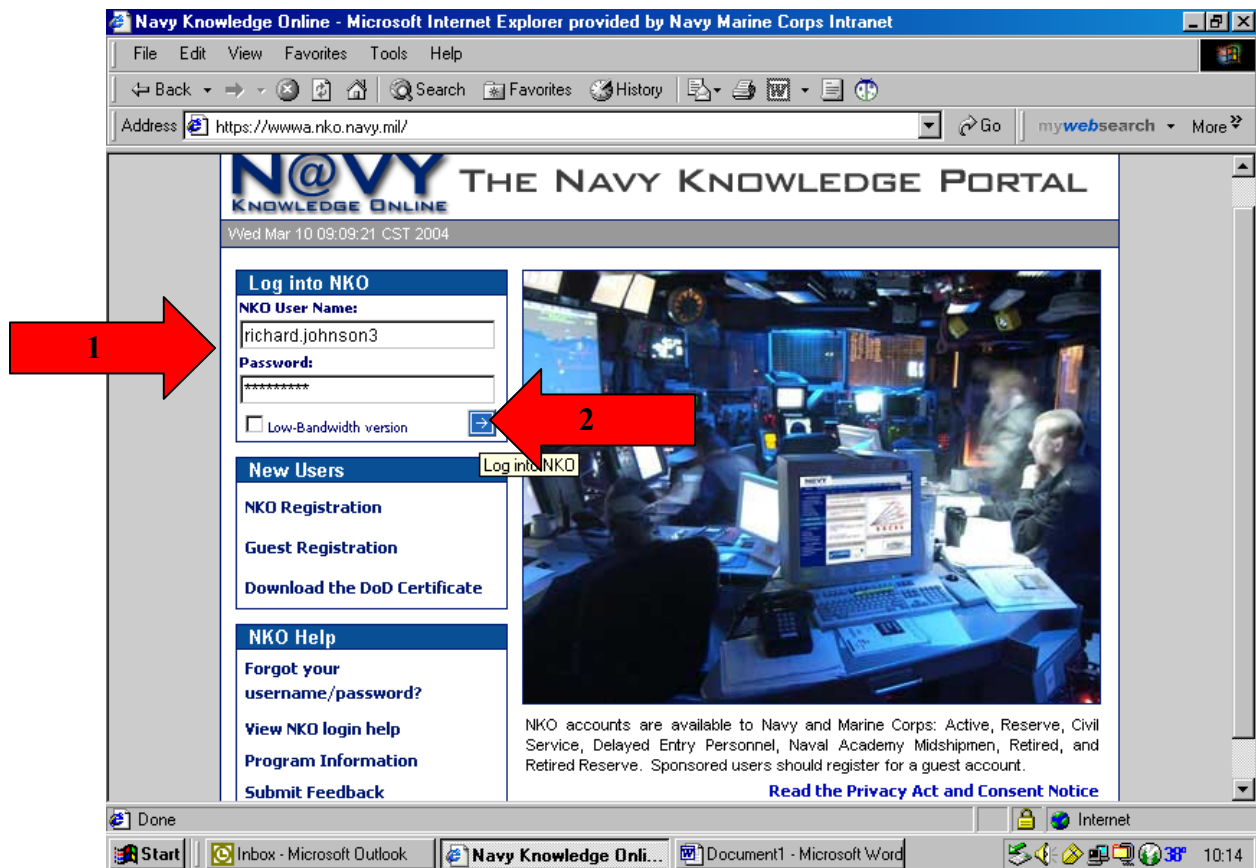 Navy Knowledge Online - Microsoft Internet Explorer provided by Navy Marine Corps Intranet
File Edit View Favorites Tools Help
Back Search Favorites History
Address https://wwwa.nko.navy.mil/ Go mywebsearch More
N@VY THE NAVY KNOWLEDGE PORTAL
KNOWLEDGE ONLINE
Wed Mar 10 09:09:21 CST 2004
Log into NKO
NKO User Name:
richard.johnson3
1
Password:
*********
Low-Bandwidth version
2
Log into NKO
New Users
NKO Registration
Guest Registration
Download the DoD Certificate
NKO Help
Forgot your
username/password?
View NKO login help
Program Information
Submit Feedback
NKO accounts are available to Navy and Marine Corps: Active, Reserve, Civil
Service, Delayed Entry Personnel, Naval Academy Midshipmen, Retired, and
Retired Reserve. Sponsored users should register for a guest account.
Read the Privacy Act and Consent Notice
Done Internet
Start Inbox - Microsoft Outlook Navy Knowledge Onli... Document1 - Microsoft Word 38° 10:14